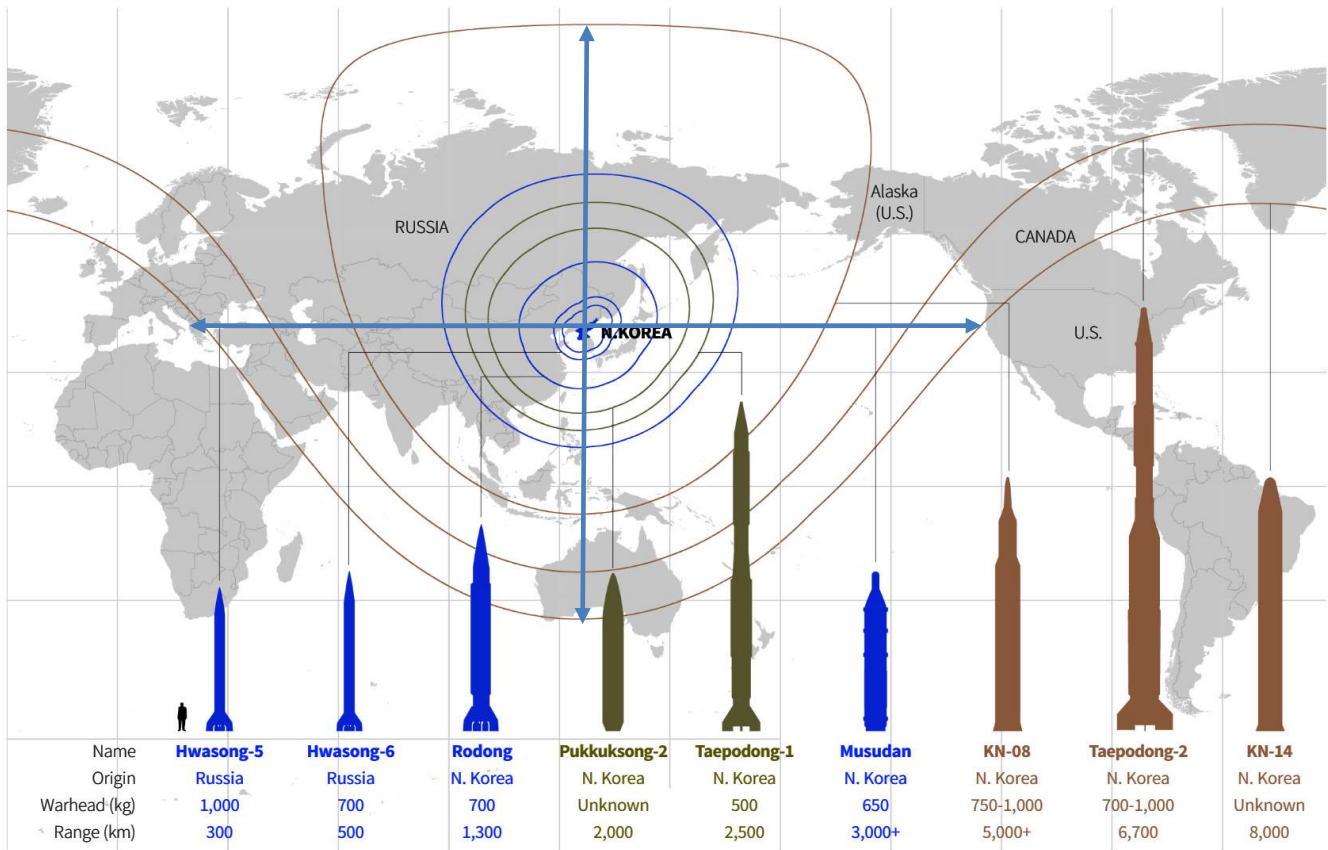 RUSSIA
Alaska
(U.S.)
CANADA
N.KOREA
U.S.
Name Hwasong-5 Hwasong-6 Rodong Pukkuksong-2 Taepodong-1 Musudan KN-08 Taepodong-2 KN-14
Origin Russia Russia N. Korea N. Korea N. Korea N. Korea N. Korea N. Korea N. Korea
Warhead (kg) 1,000 700 700 Unknown 500 650 750-1,000 700-1,000 Unknown
Range (km) 300 500 1,300 2,000 2,500 3,000+ 5,000+ 6,700 8,000